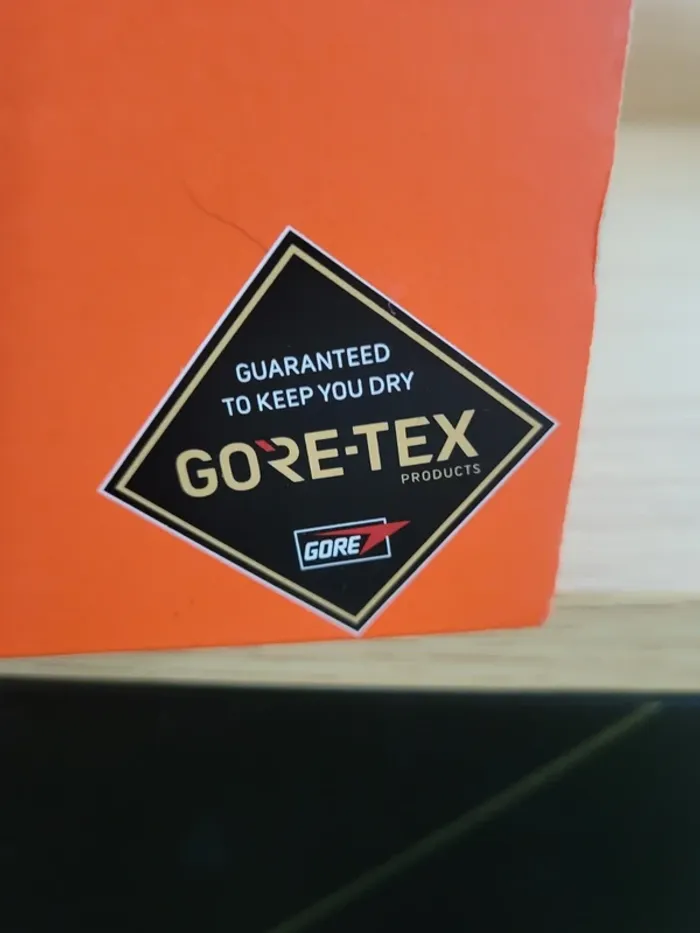 GUARANTEED
TO KEEP YOU DRY
GORE-TEX
PRODUCTS
GORE